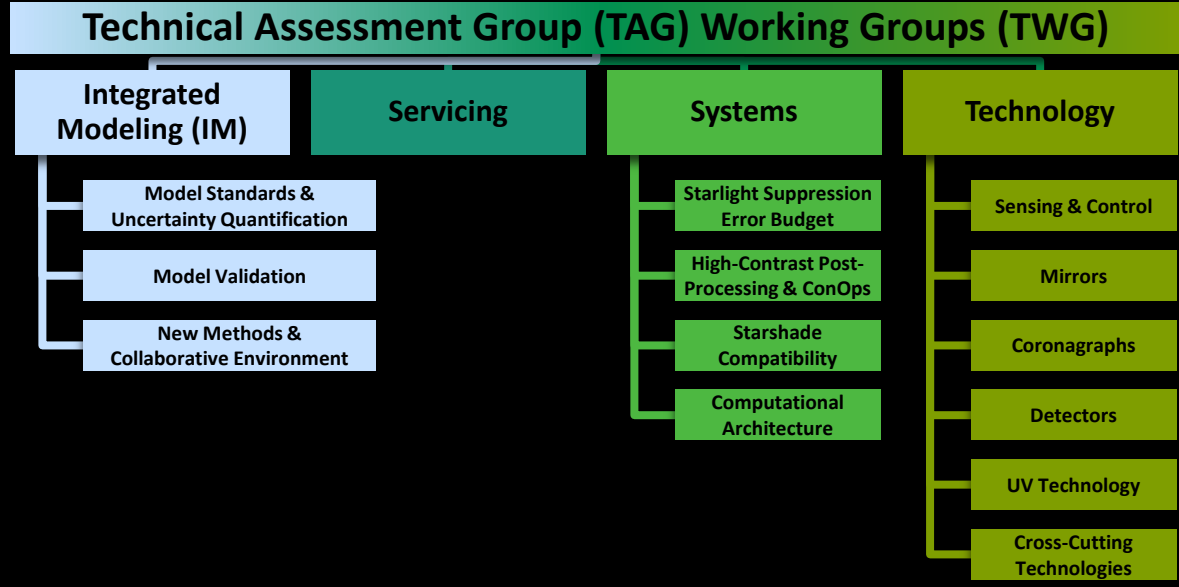 Technical Assessment Group (TAG) Working Groups (TWG)
Integrated
Modeling (IM)
Model Standards &
Uncertainty Quantification
Model Validation
New Methods &
Collaborative Environment
Servicing
Systems
Starlight Suppression
Error Budget
High-Contrast Post-
Processing & ConOps
Starshade
Compatibility
Computational
Architecture
Technology
Sensing & Control
Mirrors
Coronagraphs
Detectors
UV Technology
Cross-Cutting
Technologies